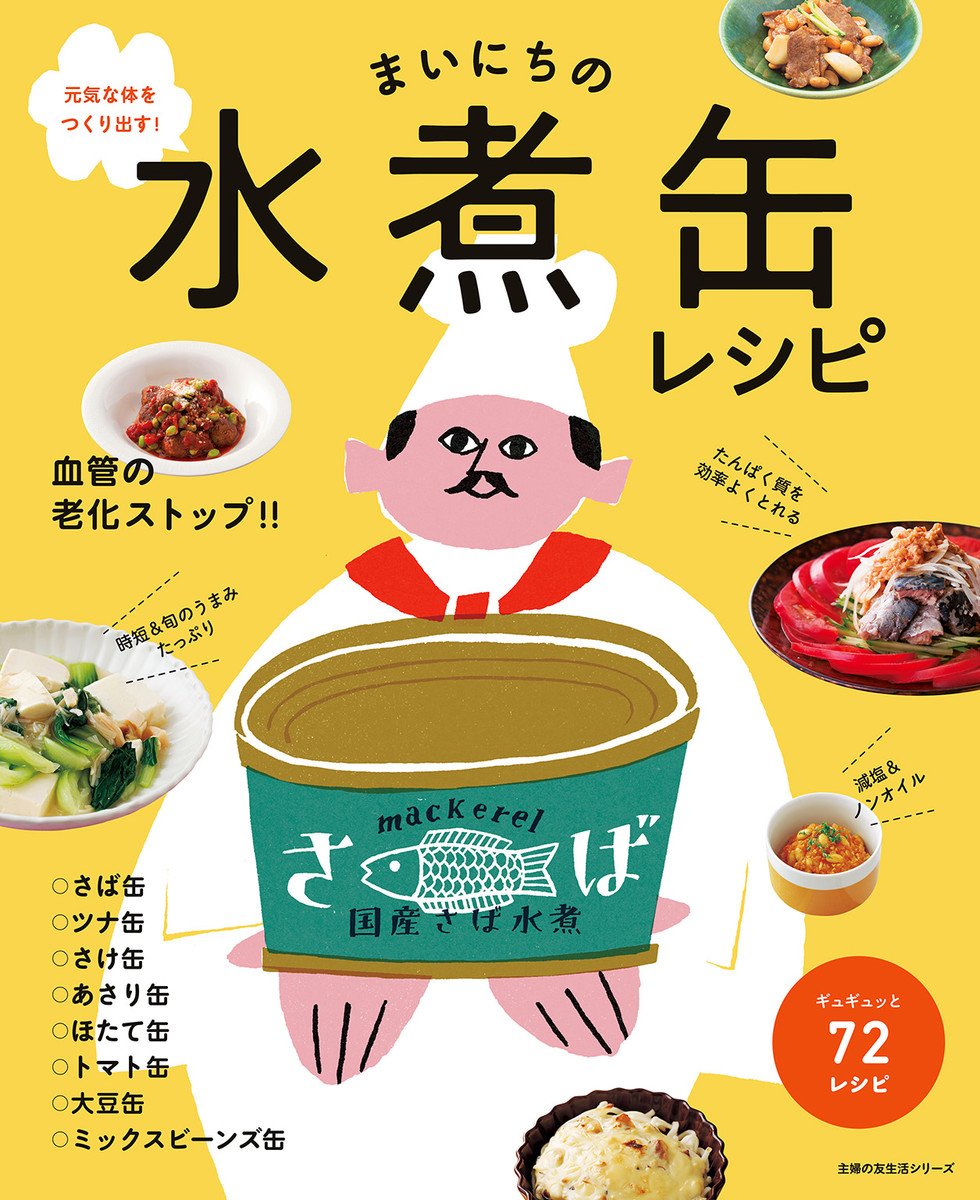 元気な体を
つくり出す!
まいにちの
水煮缶
レシピ
血管の
老化ストップ!!
たんぱく質を
効率よくとれる
時短&旬のうまみ
たっぷり
減塩&
ノンオイル
mackerel
さば
国産さば水煮
○さば缶
○ツナ缶
○さけ缶
○あさり缶
○ほたて缶
○トマト缶
○大豆缶
○ミックスビーンズ缶
ギュギュッと
72
レシピ
主婦の友生活シリーズ